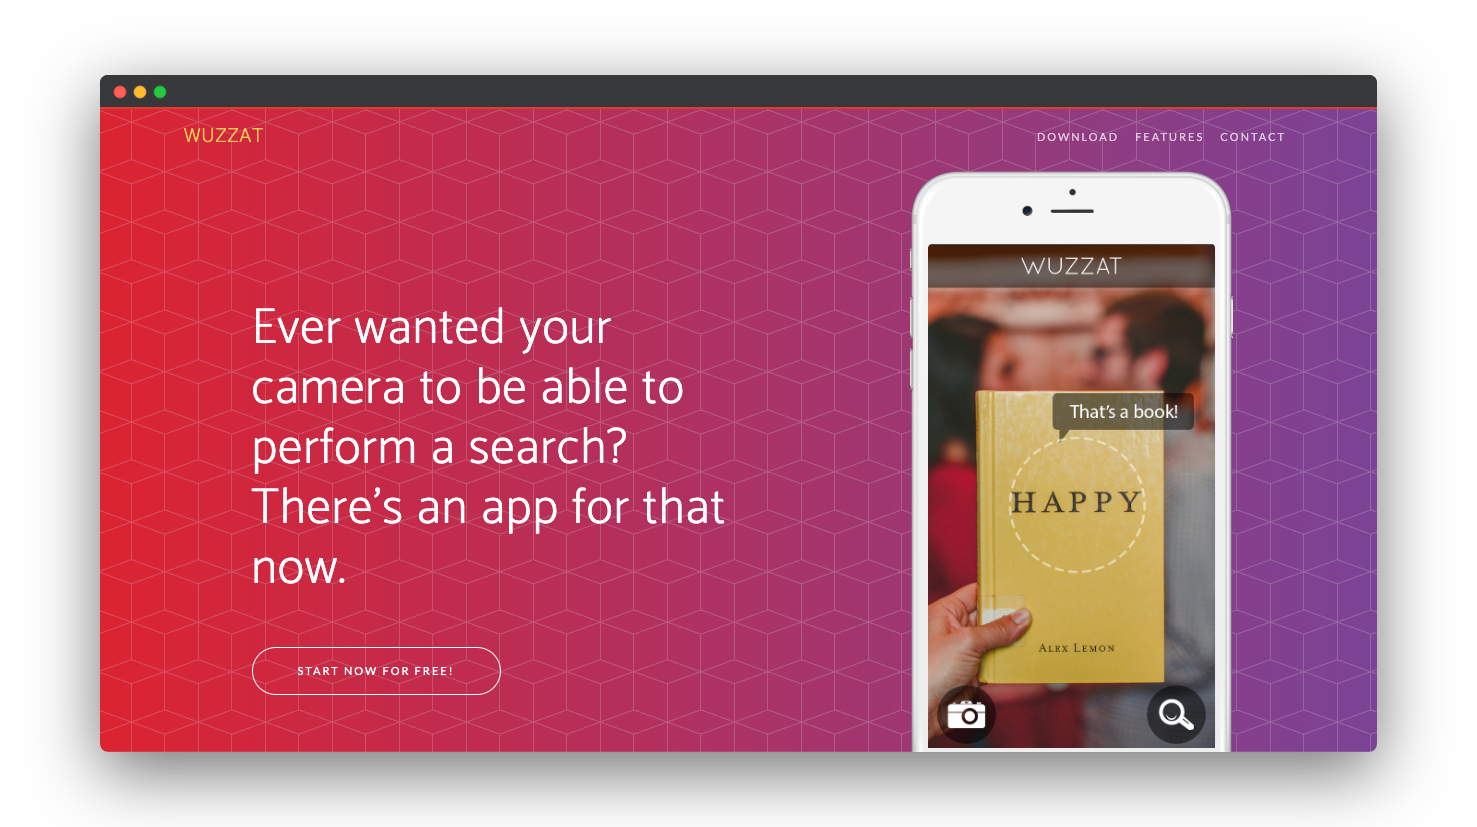 WUZZAT
DOWNLOAD FEATURES CONTACT
Ever wanted your
camera to be able to
perform a search?
There's an app for that
now.
START NOW FOR FREE!
WUZZAT
That's a book!
HAPPY
ALEX LEMON